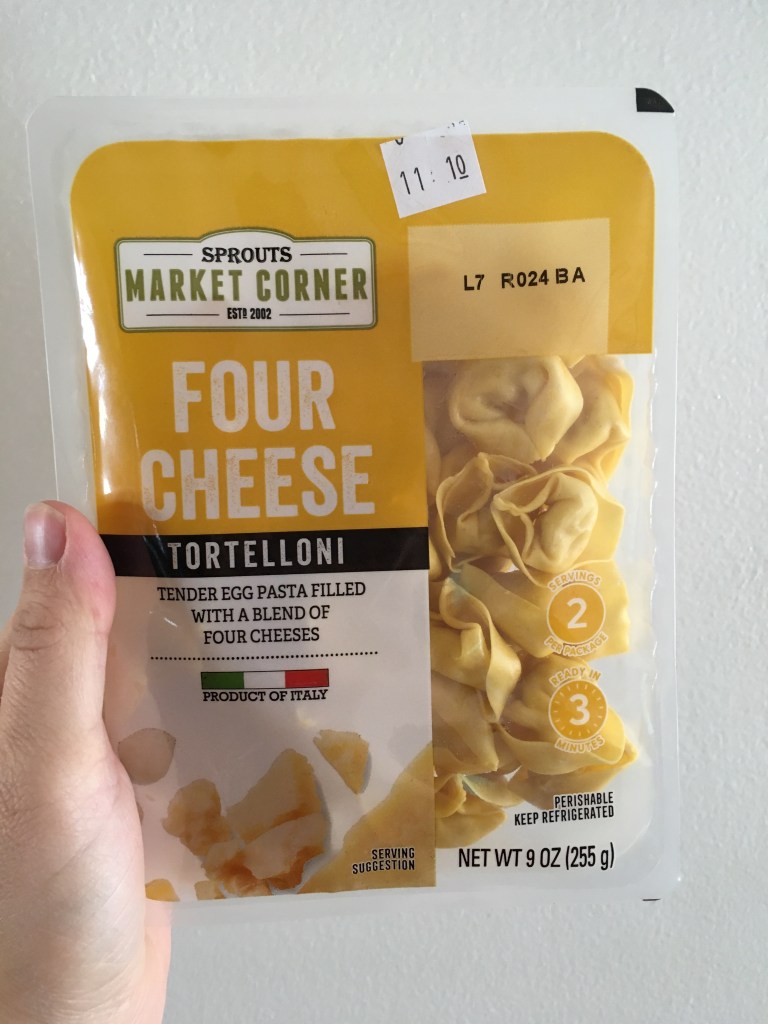 11:10
SPROUTS
MARKET CORNER
ESTD 2002
L7 R024 BA
FOUR
CHEESE
TORTELLONI
TENDER EGG PASTA FILLED
WITH A BLEND OF
FOUR CHEESES
PRODUCT OF ITALY
SERVINGS
2
PER PACKAGE
READY IN
3
MINUTES
PERISHABLE
KEEP REFRIGERATED
SERVING
SUGGESTION
NET WT 9 OZ (255 g)